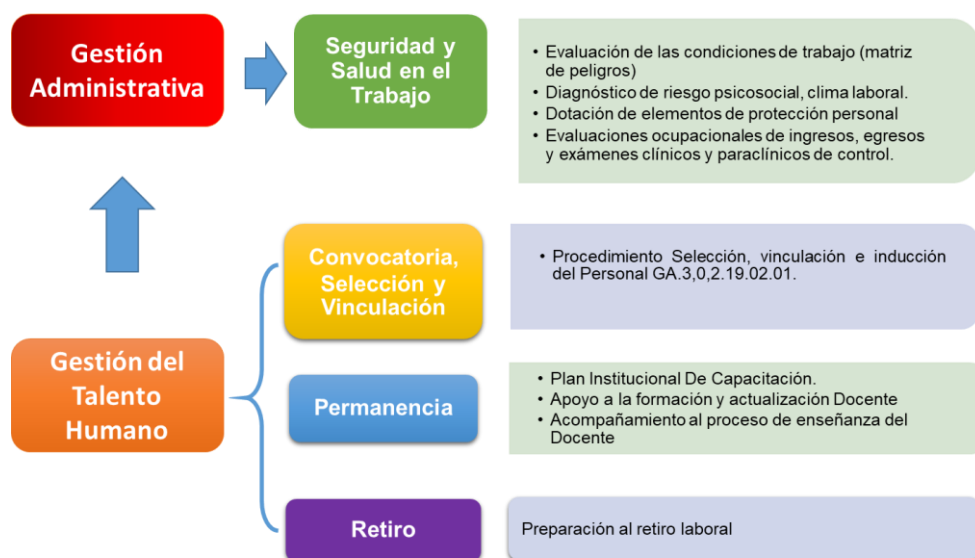 Gestión
Administrativa
Seguridad y
Salud en el
Trabajo
• Evaluación de las condiciones de trabajo (matriz
de peligros)
• Diagnóstico de riesgo psicosocial, clima laboral.
• Dotación de elementos de protección personal
• Evaluaciones ocupacionales de ingresos, egresos
y exámenes clínicos y paraclínicos de control.
Gestión del
Talento
Humano
Convocatoria,
Selección y
Vinculación
• Procedimiento Selección, vinculación e inducción
del Personal GA.3,0,2.19.02.01.
Permanencia
• Plan Institucional De Capacitación.
• Apoyo a la formación y actualización Docente
• Acompañamiento al proceso de enseñanza del
Docente
Retiro
Preparación al retiro laboral